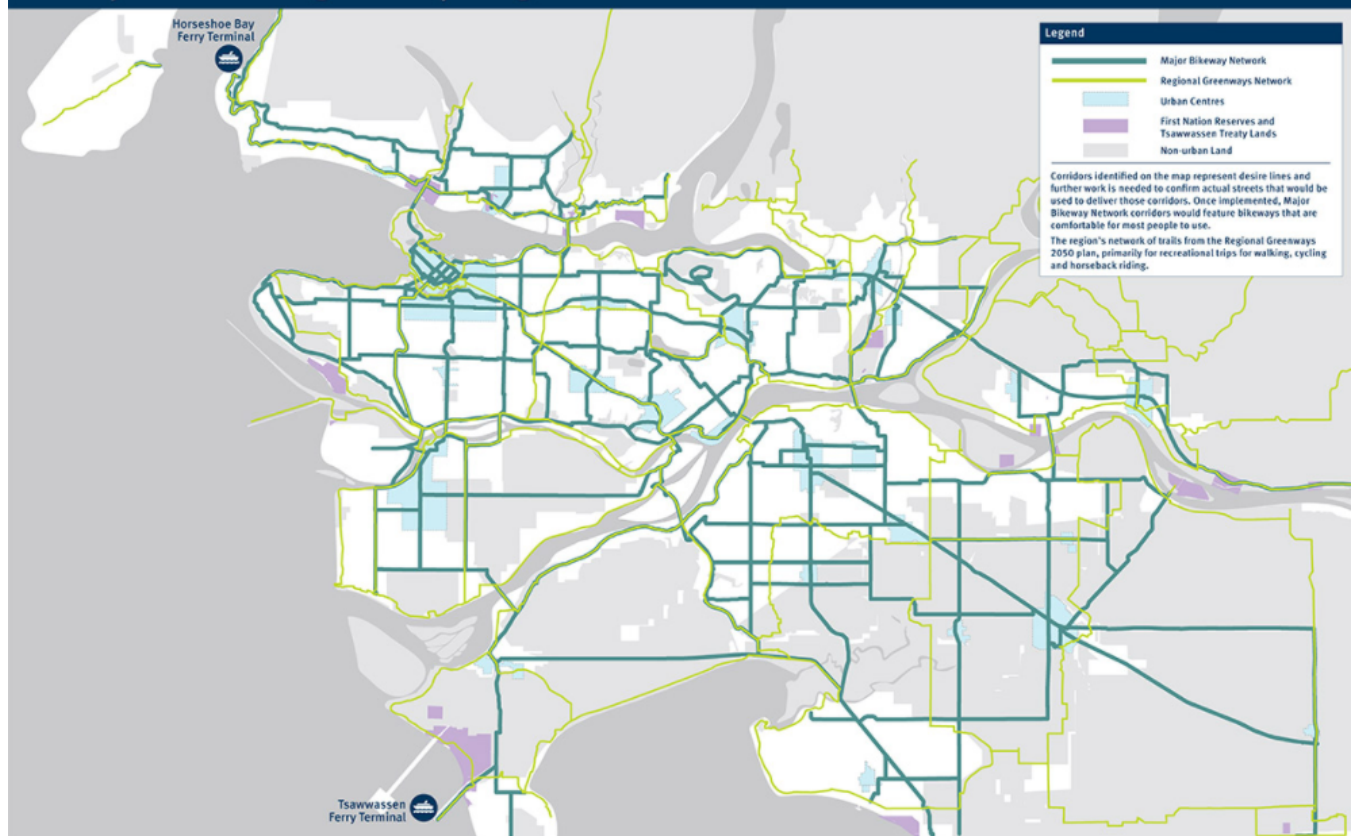 Horseshoe Bay
Ferry Terminal
Legend
Major Bikeway Network
Regional Greenways Network
Urban Centres
First Nation Reserves and
Tsawwassen Treaty Lands
Non-urban Land
Corridors identified on the map represent desire lines and
further work is needed to confirm actual streets that would be
used to deliver those corridors. Once implemented, Major
Bikeway Network corridors would feature bikeways that are
comfortable for most people to use.
The region's network of trails from the Regional Greenways
2050 plan, primarily for recreational trips for walking, cycling
and horseback riding.
Tsawwassen
Ferry Terminal